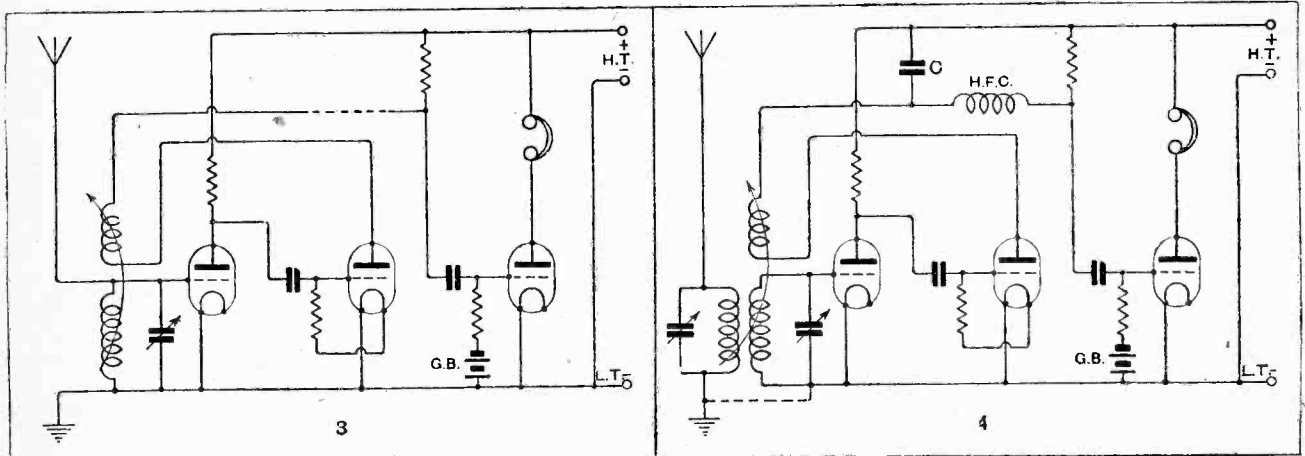 +
H.T.
-
G.B.
L.T-
3
C
H.F.C.
+
H.T.
-
G.B.
L.T-
4